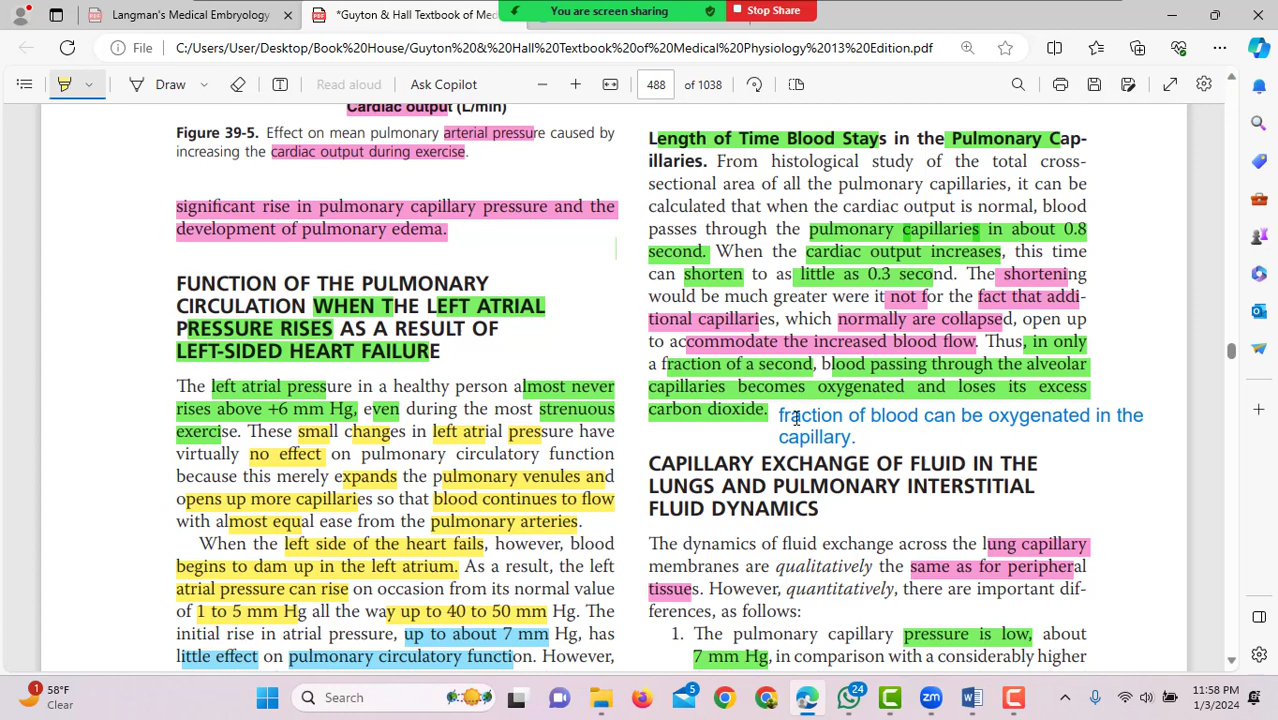 Langman's Medical Embryology
*Guyton & Hall Textbook of Med
You are screen sharing
Stop Share
File
C:/Users/User/Desktop/Book%20House/Guyton%20&%20Hall%20Textbook%20of%20Medical%20Physiology%2013%20Edition.pdf
Draw
Read aloud
Ask Copilot
488
of 1038
Cardiac output (L/min)
Figure 39-5. Effect on mean pulmonary arterial pressure caused by
increasing the cardiac output during exercise.
significant rise in pulmonary capillary pressure and the
development of pulmonary edema.
FUNCTION OF THE PULMONARY
CIRCULATION WHEN THE LEFT ATRIAL
PRESSURE RISES AS A RESULT OF
LEFT-SIDED HEART FAILURE
The left atrial pressure in a healthy person almost never
rises above +6 mm Hg, even during the most strenuous
exercise. These small changes in left atrial pressure have
virtually no effect on pulmonary circulatory function
because this merely expands the pulmonary venules and
opens up more capillaries so that blood continues to flow
with almost equal ease from the pulmonary arteries.
When the left side of the heart fails, however, blood
begins to dam up in the left atrium. As a result, the left
atrial pressure can rise on occasion from its normal value
of 1 to 5 mm Hg all the way up to 40 to 50 mm Hg. The
initial rise in atrial pressure, up to about 7 mm Hg, has
little effect on pulmonary circulatory function. However,
Length of Time Blood Stays in the Pulmonary Cap-
illaries. From histological study of the total cross-
sectional area of all the pulmonary capillaries, it can be
calculated that when the cardiac output is normal, blood
passes through the pulmonary capillaries in about 0.8
second. When the cardiac output increases, this time
can shorten to as little as 0.3 second. The shortening
would be much greater were it not for the fact that addi-
tional capillaries, which normally are collapsed, open up
to accommodate the increased blood flow. Thus, in only
a fraction of a second, blood passing through the alveolar
capillaries becomes oxygenated and loses its excess
carbon dioxide.
fraction of blood can be oxygenated in the
capillary.
CAPILLARY EXCHANGE OF FLUID IN THE
LUNGS AND PULMONARY INTERSTITIAL
FLUID DYNAMICS
The dynamics of fluid exchange across the lung capillary
membranes are qualitatively the same as for peripheral
tissues. However, quantitatively, there are important dif-
ferences, as follows:
1. The pulmonary capillary pressure is low, about
7 mm Hg, in comparison with a considerably higher
1
58°F
Clear
Search
5
24
zm
11:58 PM
1/3/2024